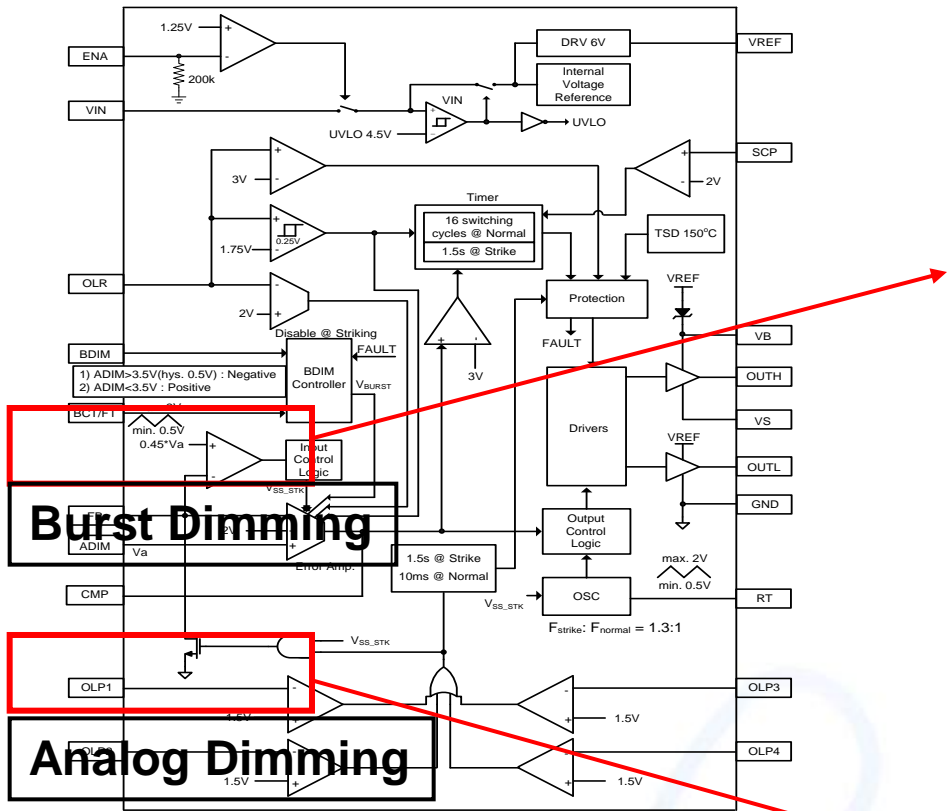 1.25V
ENA
200k
VIN
VIN
UVLO 4.5V
UVLO
DRV 6V
VREF
Internal
Voltage
Reference
SCP
2V
3V
Timer
16 switching
cycles @ Normal
1.5s @ Strike
TSD 150°C
0.25V
1.75V
OLR
2V
Protection
VREF
FAULT
VB
Disable @ Striking
BDIM
FAULT
BDIM
Controller
VBURST
1) ADIM>3.5V(hys. 0.5V) : Negative
2) ADIM<3.5V : Positive
3V
OUTH
BCT/FT
min. 0.5V
0.45*Va
Input
Control
Logic
Drivers
VS
VREF
OUTL
VSS_STK
GND
Burst Dimming
2V
ADIM
Va
Error Amp.
Output
Control
Logic
1.5s @ Strike
10ms @ Normal
max. 2V
min. 0.5V
CMP
VSS_STK
OSC
RT
Fstrike: Fnormal = 1.3:1
VSS_STK
OLP1
OLP3
1.5V
1.5V
Analog Dimming
OLP4
1.5V
1.5V